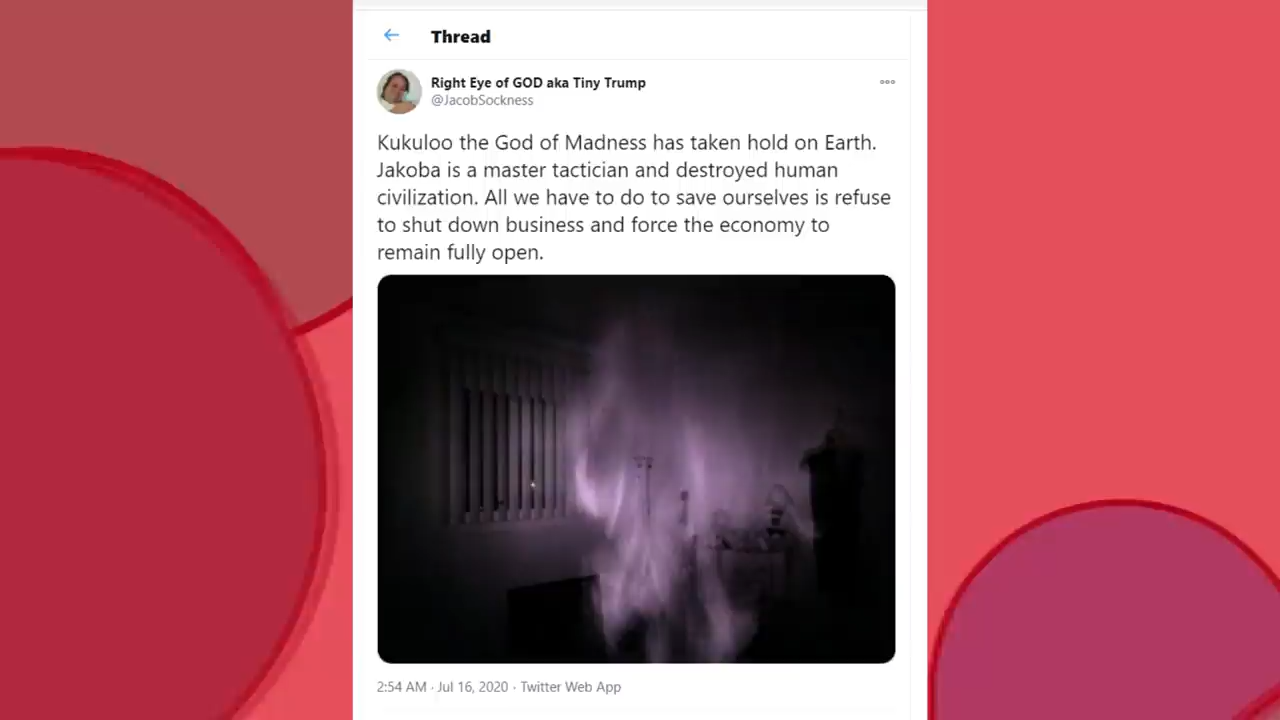 Thread
Right Eye of GOD aka Tiny Trump
@JacobSockness
Kukuloo the God of Madness has taken hold on Earth.
Jakoba is a master tactician and destroyed human
civilization. All we have to do to save ourselves is refuse
to shut down business and force the economy to
remain fully open.
2:54 AM · Jul 16, 2020 · Twitter Web App